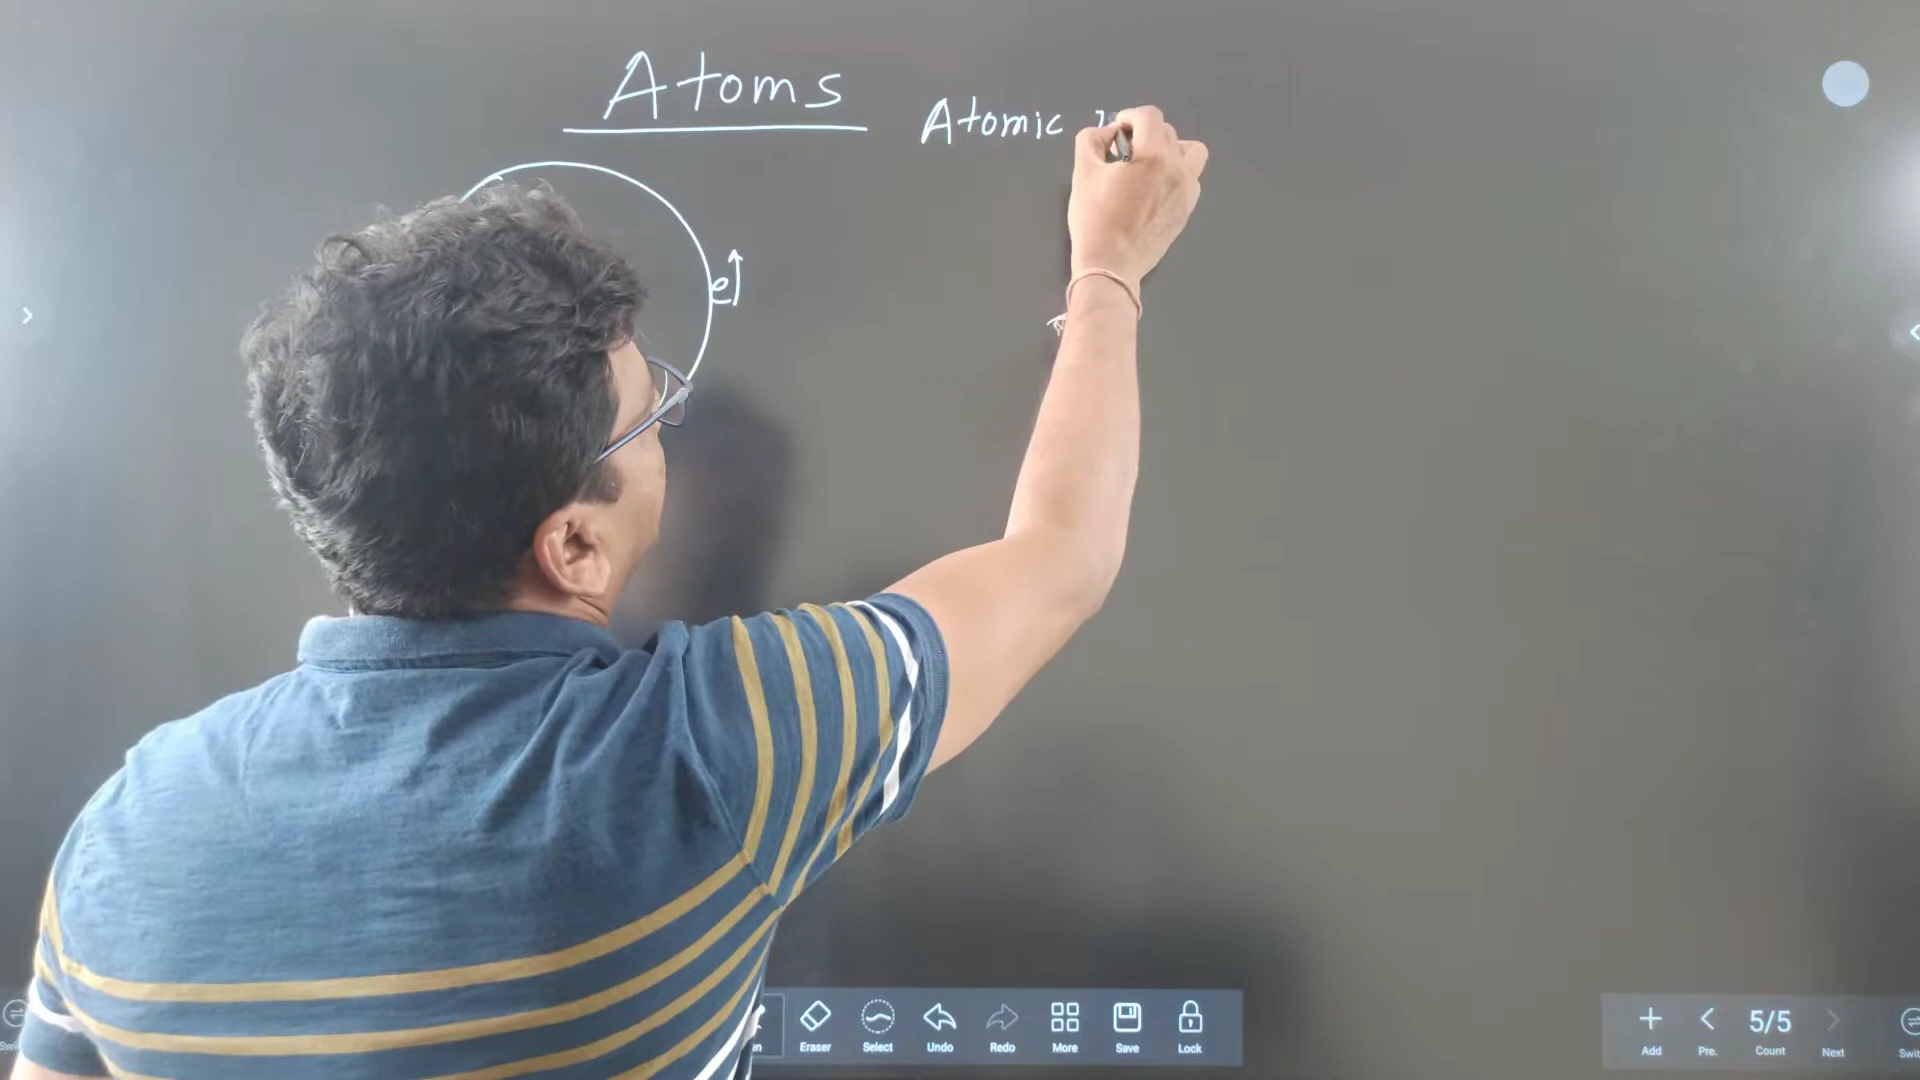 Atoms
Atomic
e
Eraser
Select
Undo
Redo
More
Save
Lock
Add
Pre.
5/5
Count
Next